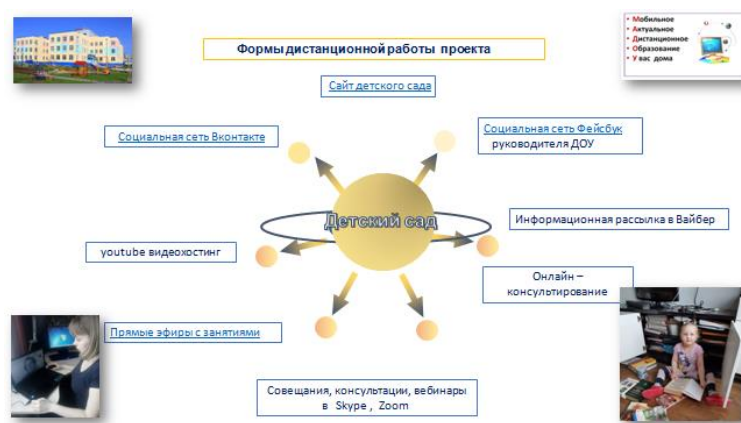 Формы дистанционной работы проекта
Мобильное
Актуальное
Дистанционное
Образование
У вас дома
Сайт детского сада
Социальная сеть Вконтакте
Социальная сеть Фейсбук
руководителя ДОУ
Детский сад
Информационная рассылка в Вайбер
youtube видеохостинг
Онлайн –
консультирование
Прямые эфиры с занятиями
Совещания, консультации, вебинары
в Skype , Zoom